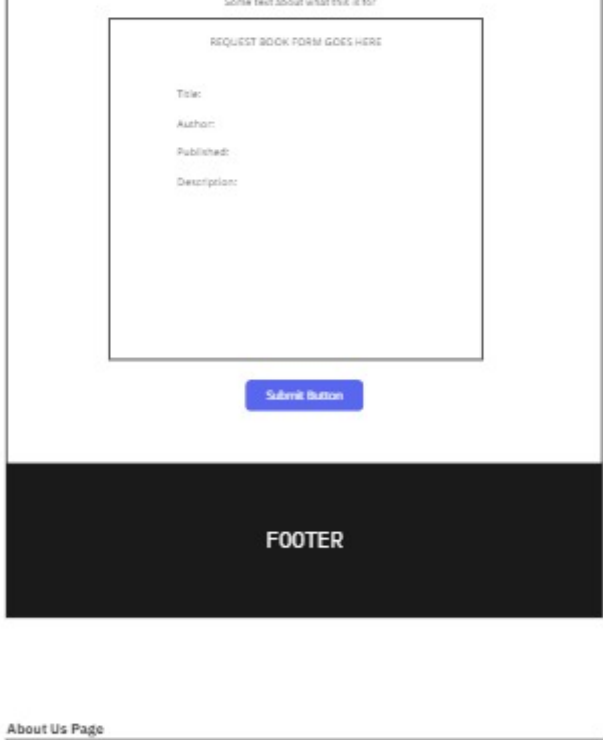 Some text about what this is for
REQUEST BOOK FORM GOES HERE
Title:
Author:
Published:
Description:
Submit Button
FOOTER
About Us Page